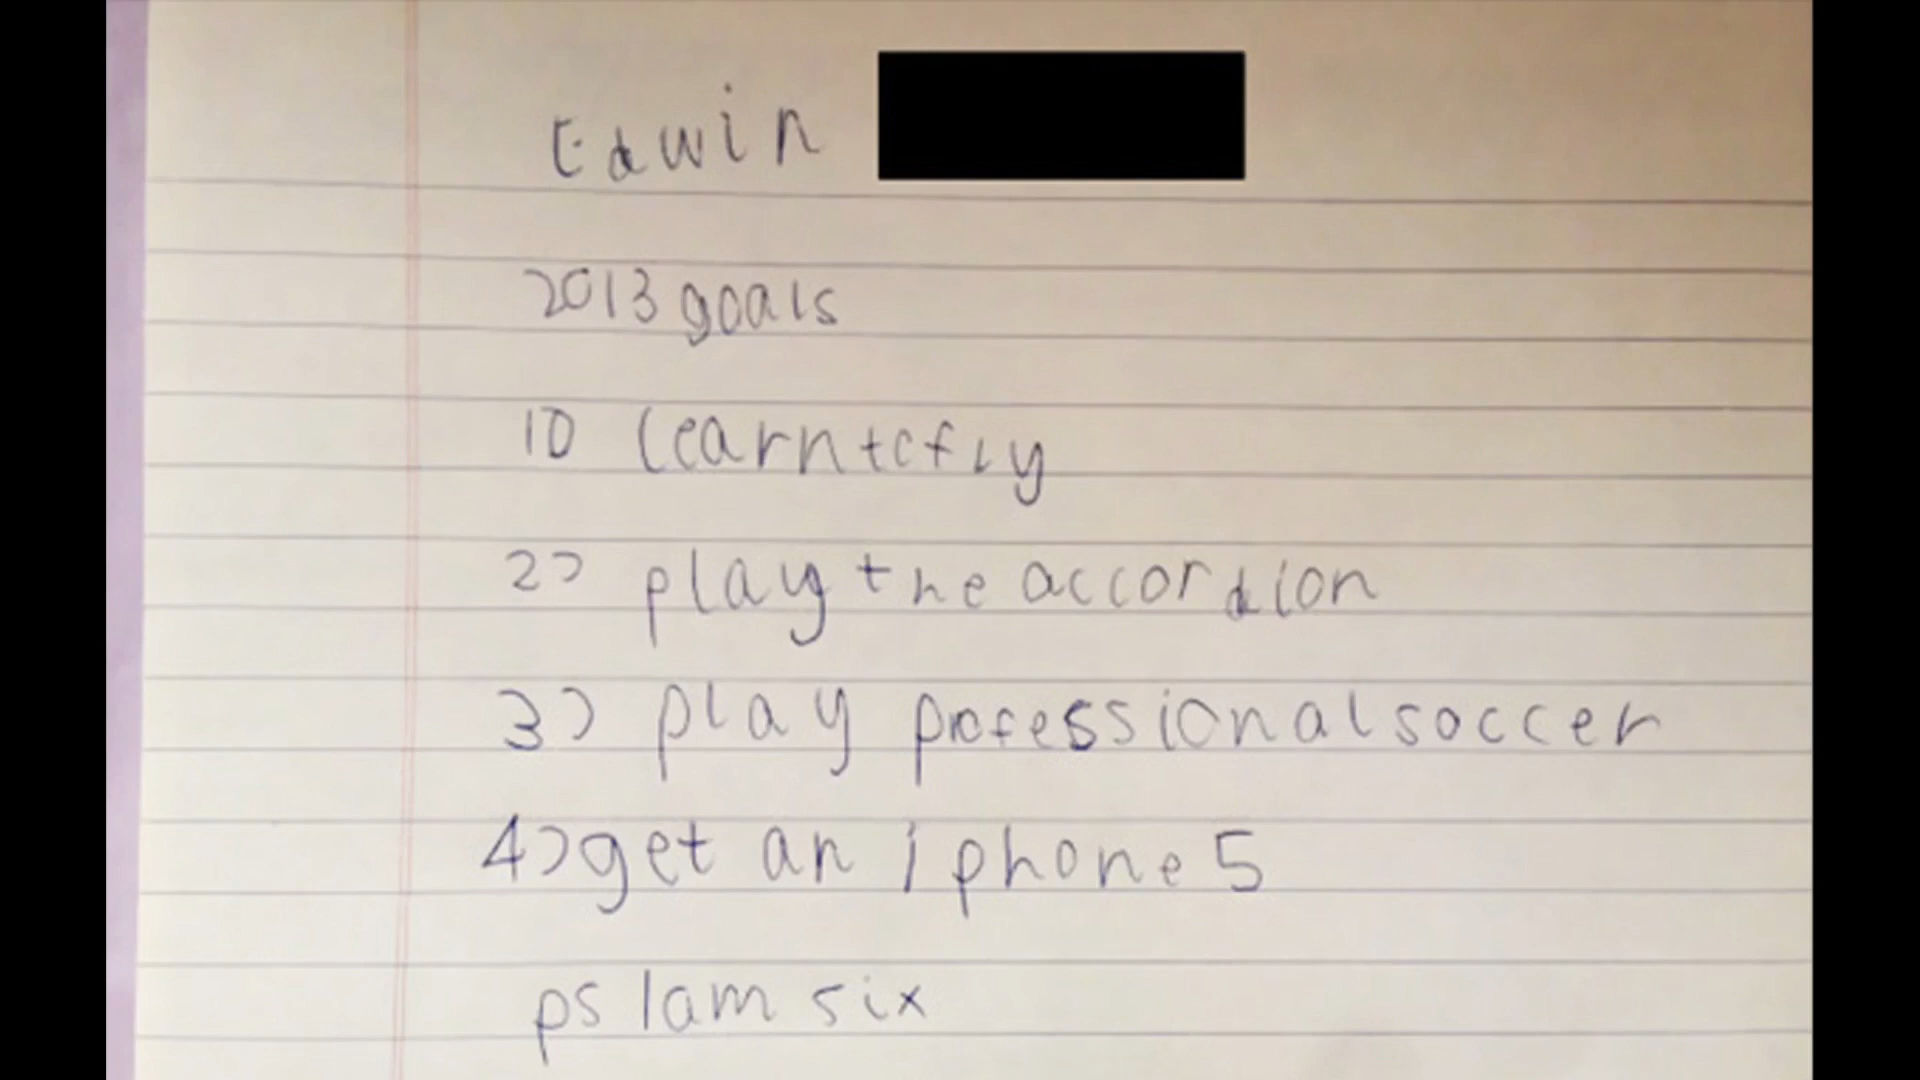 Edwin
2013 goals
1) learn to fly
2) play the accordion
3) play professional soccer
4) get an iphone 5
ps I am six